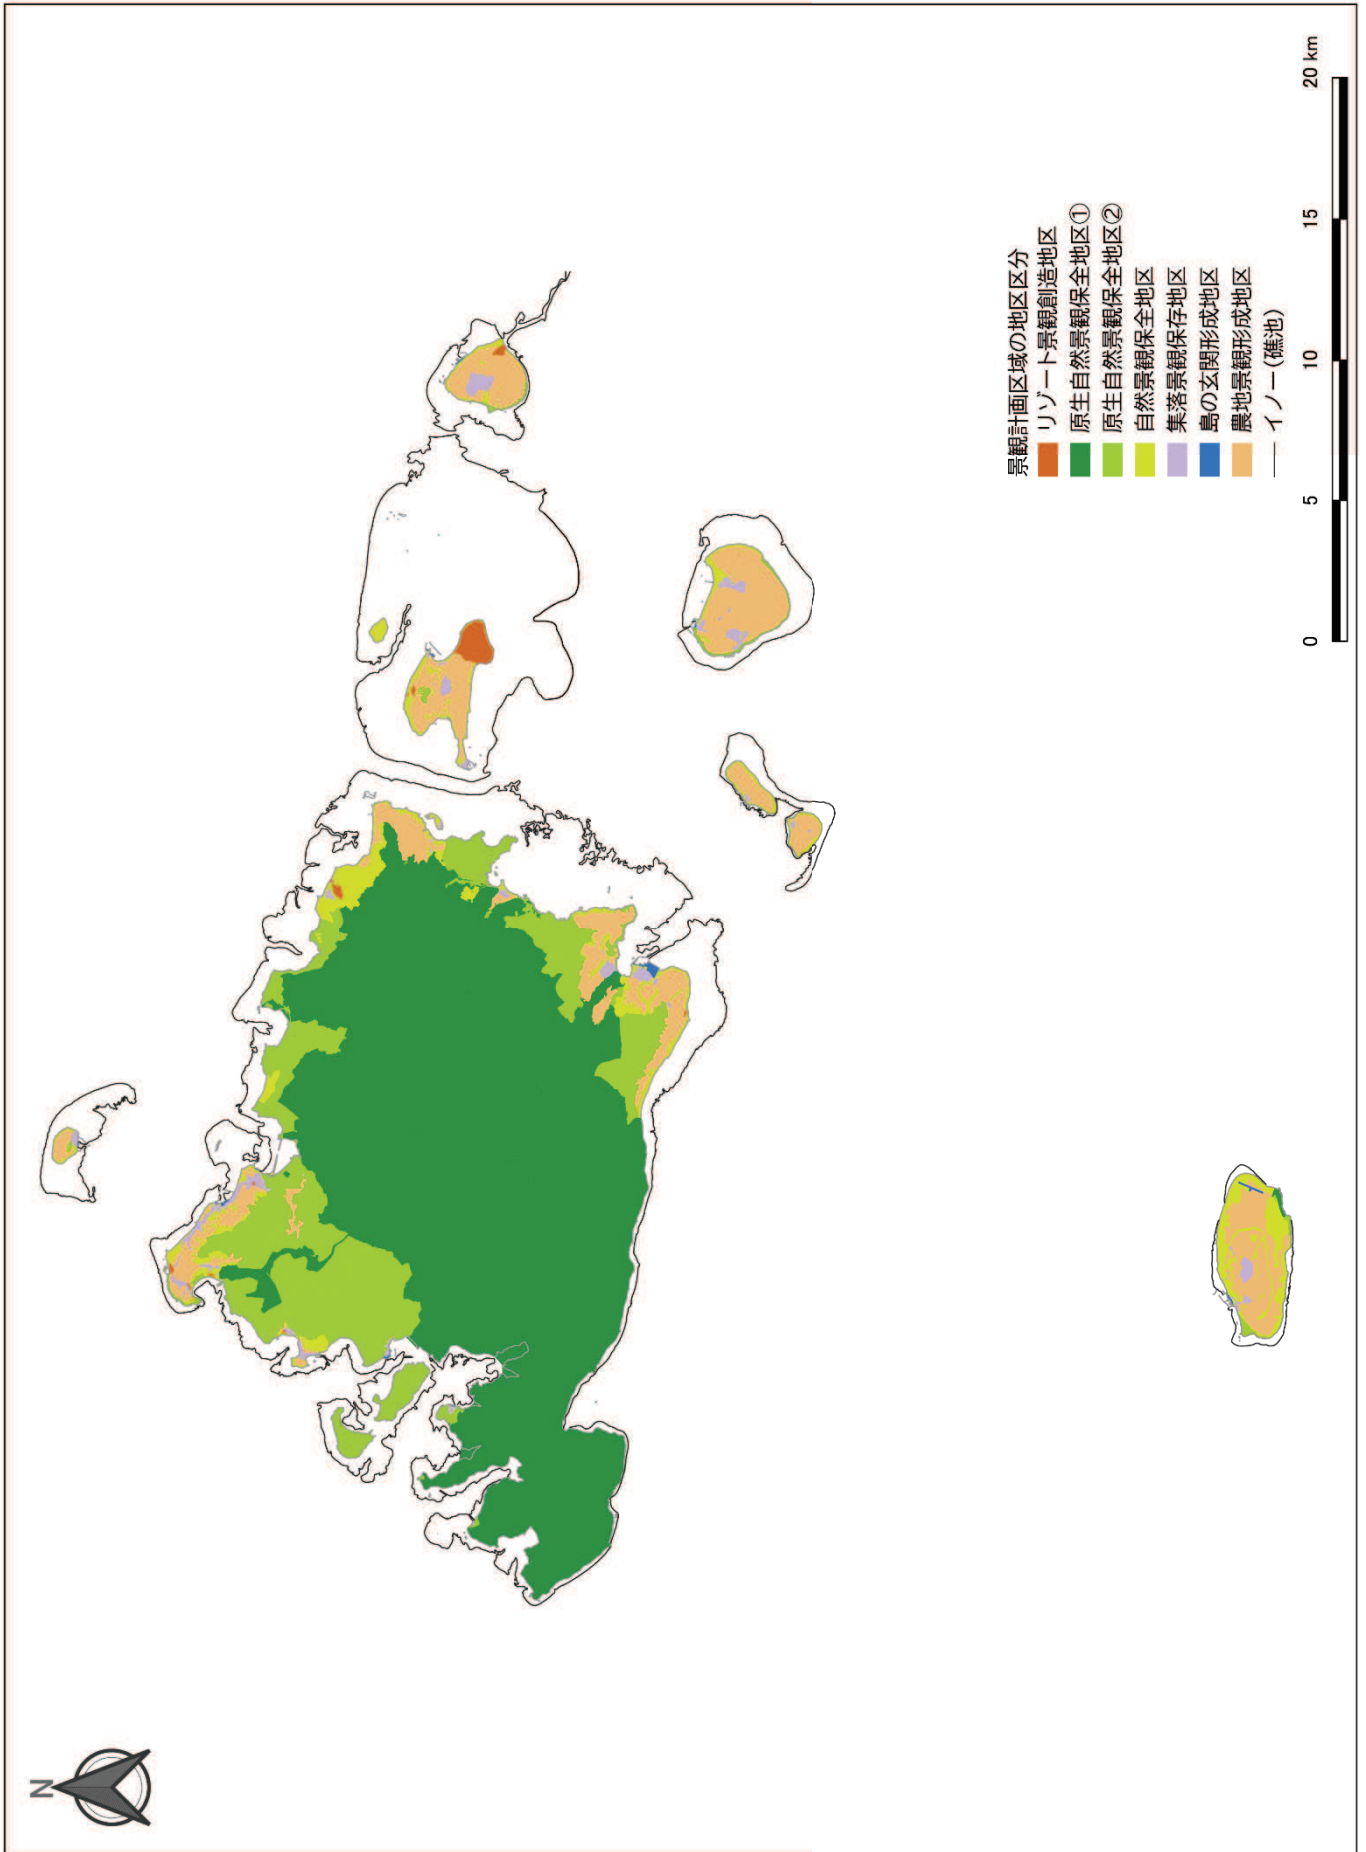 N
景観計画区域の地区区分
リゾート景観創造地区
原生自然景観保全地区①
原生自然景観保全地区②
自然景観保全地区
集落景観保存地区
島の玄関形成地区
農地景観形成地区
イノー(礁池)
0 5 10 15 20 km